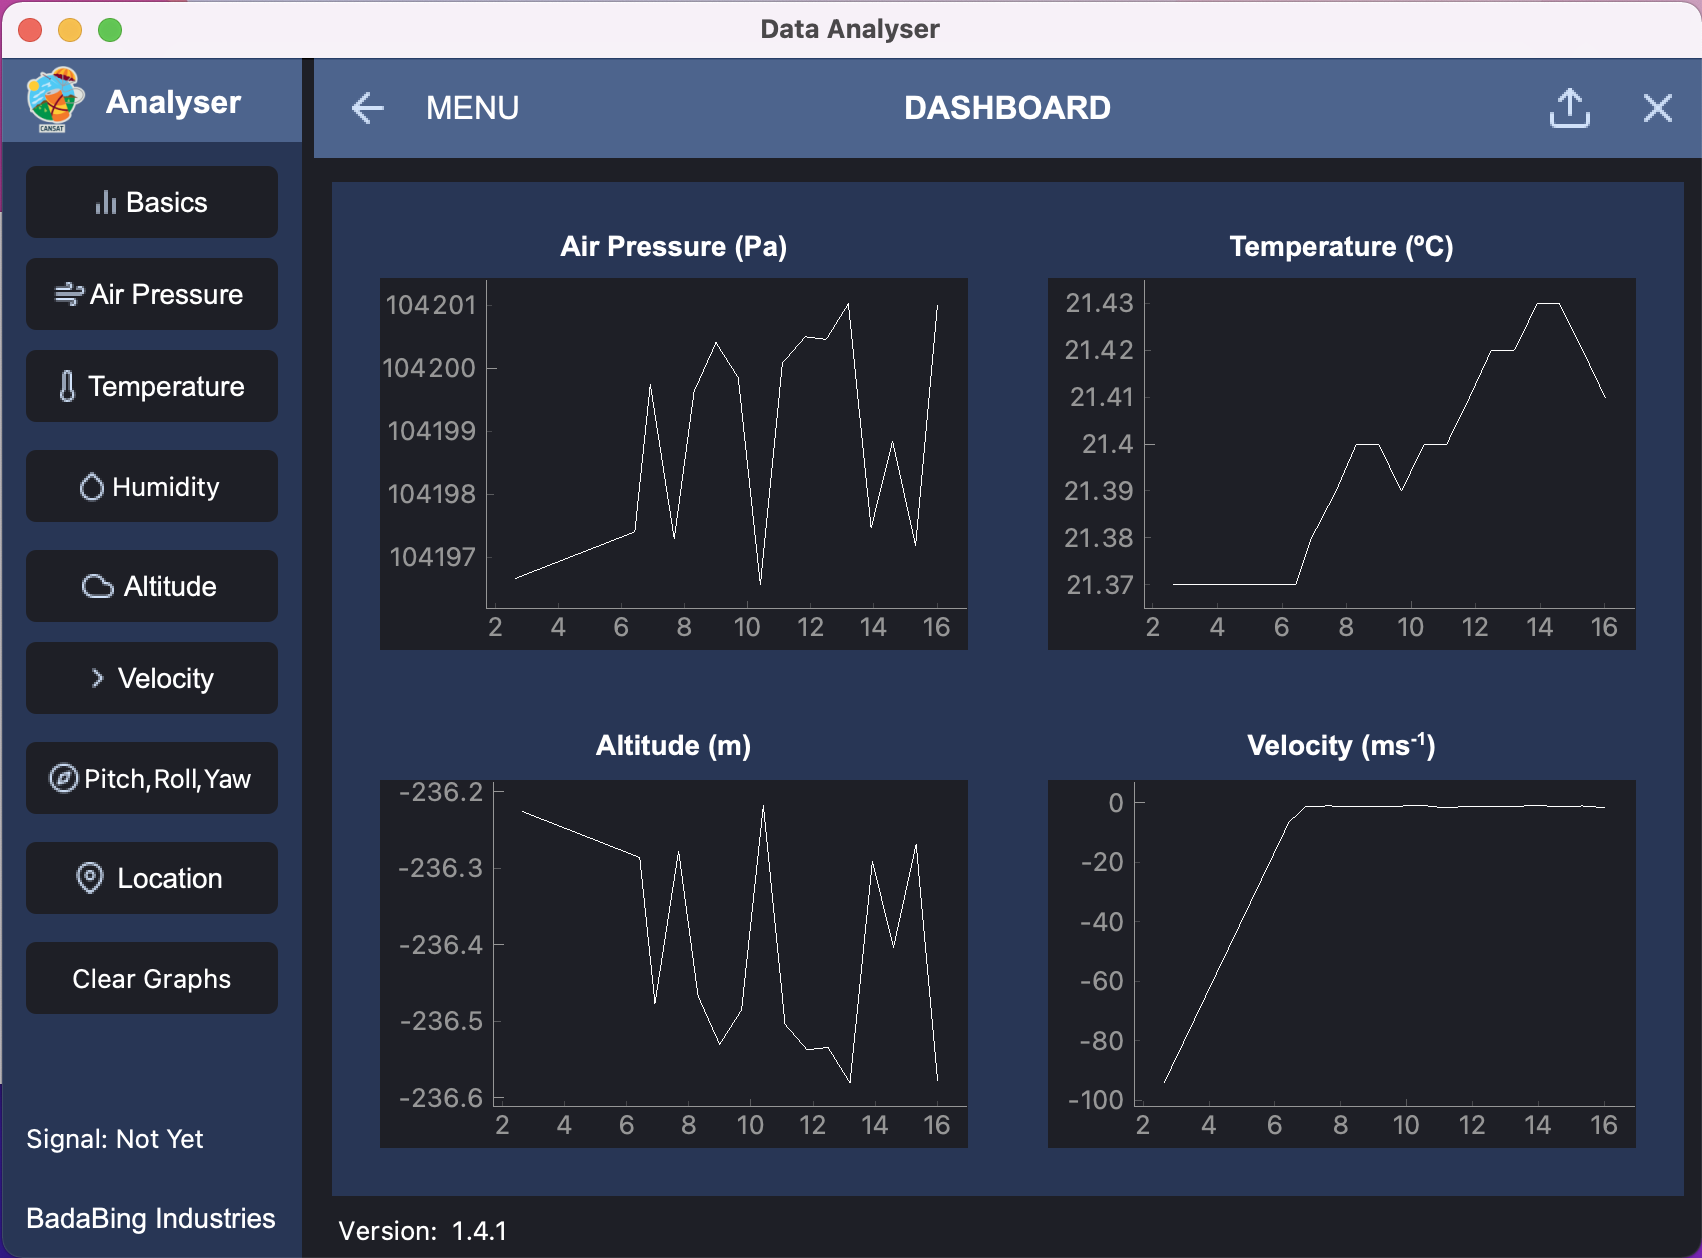 Data Analyser
CANSAT
Analyser
MENU
DASHBOARD
Basics
Air Pressure
Temperature
Humidity
Altitude
Velocity
Pitch,Roll,Yaw
Location
Clear Graphs
Signal: Not Yet
BadaBing Industries
Air Pressure (Pa)
104201
104200
104199
104198
104197
2 4 6 8 10 12 14 16
Temperature (ºC)
21.43
21.42
21.41
21.4
21.39
21.38
21.37
2 4 6 8 10 12 14 16
Altitude (m)
-236.2
-236.3
-236.4
-236.5
-236.6
2 4 6 8 10 12 14 16
Velocity (ms⁻¹)
0
-20
-40
-60
-80
-100
2 4 6 8 10 12 14 16
Version: 1.4.1